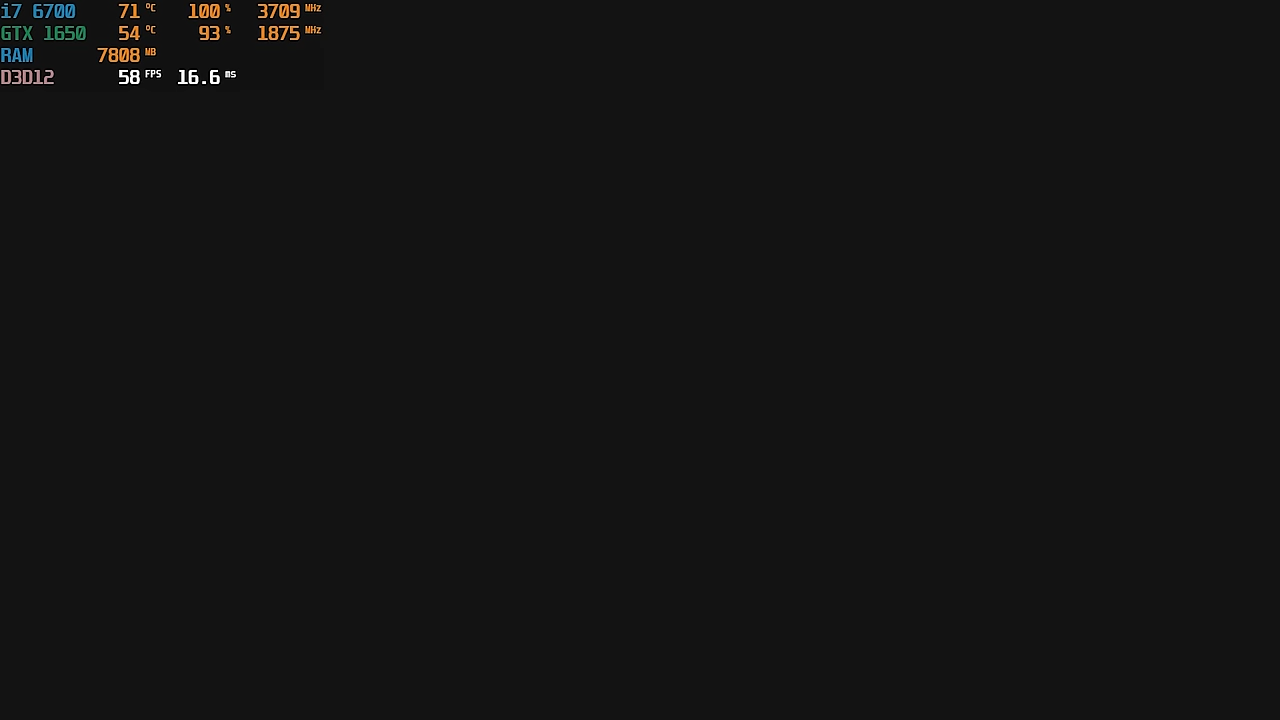 i7 6700 71 °C 100 % 3709 MHz
GTX 1650 54 °C 93 % 1875 MHz
RAM 7808 MB
D3D12 58 FPS 16.6 ms